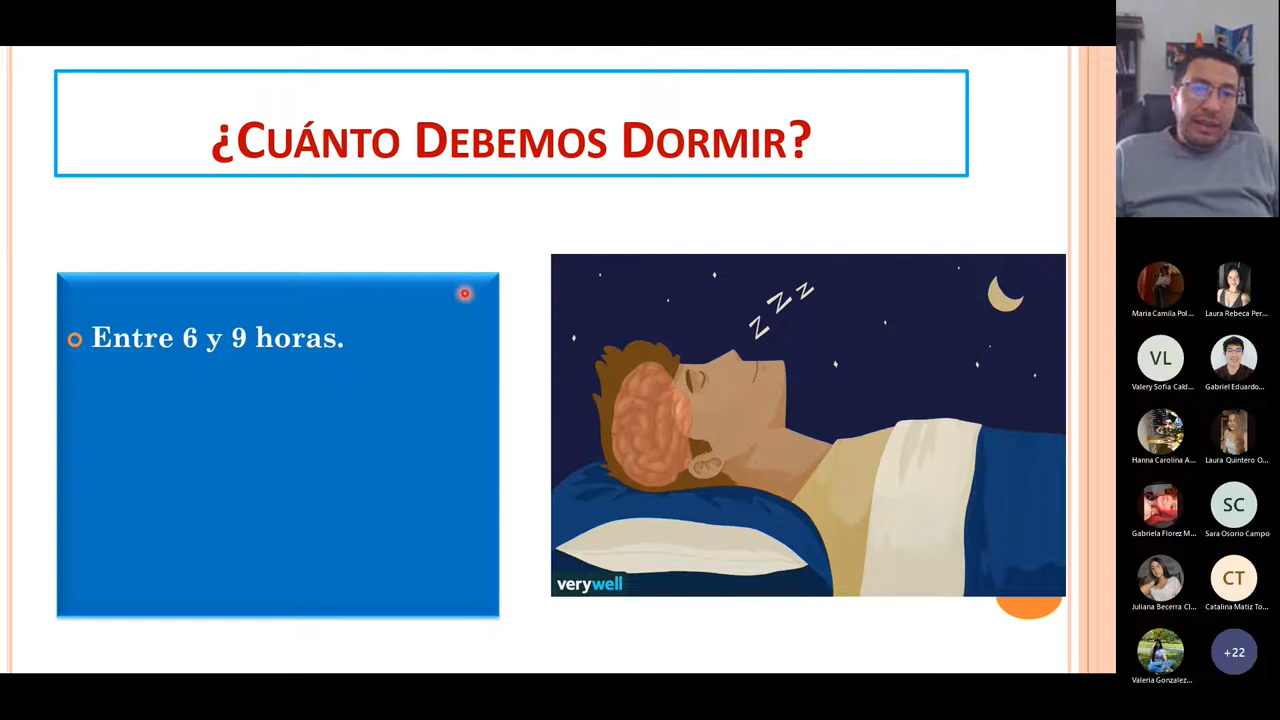 ¿CUÁNTO DEBEMOS DORMIR?
Entre 6 y 9 horas.
z z z
verywell
Maria Camila Pol...
Laura Rebeca Per...
VL
Valery Sofia Cald...
Gabriel Eduardo...
Hanna Carolina A...
Laura Quintero O...
SC
Gabriela Florez M...
Sara Osorio Campo
CT
Juliana Becerra Cl...
Catalina Matiz To...
+22
Valeria Gonzalez...